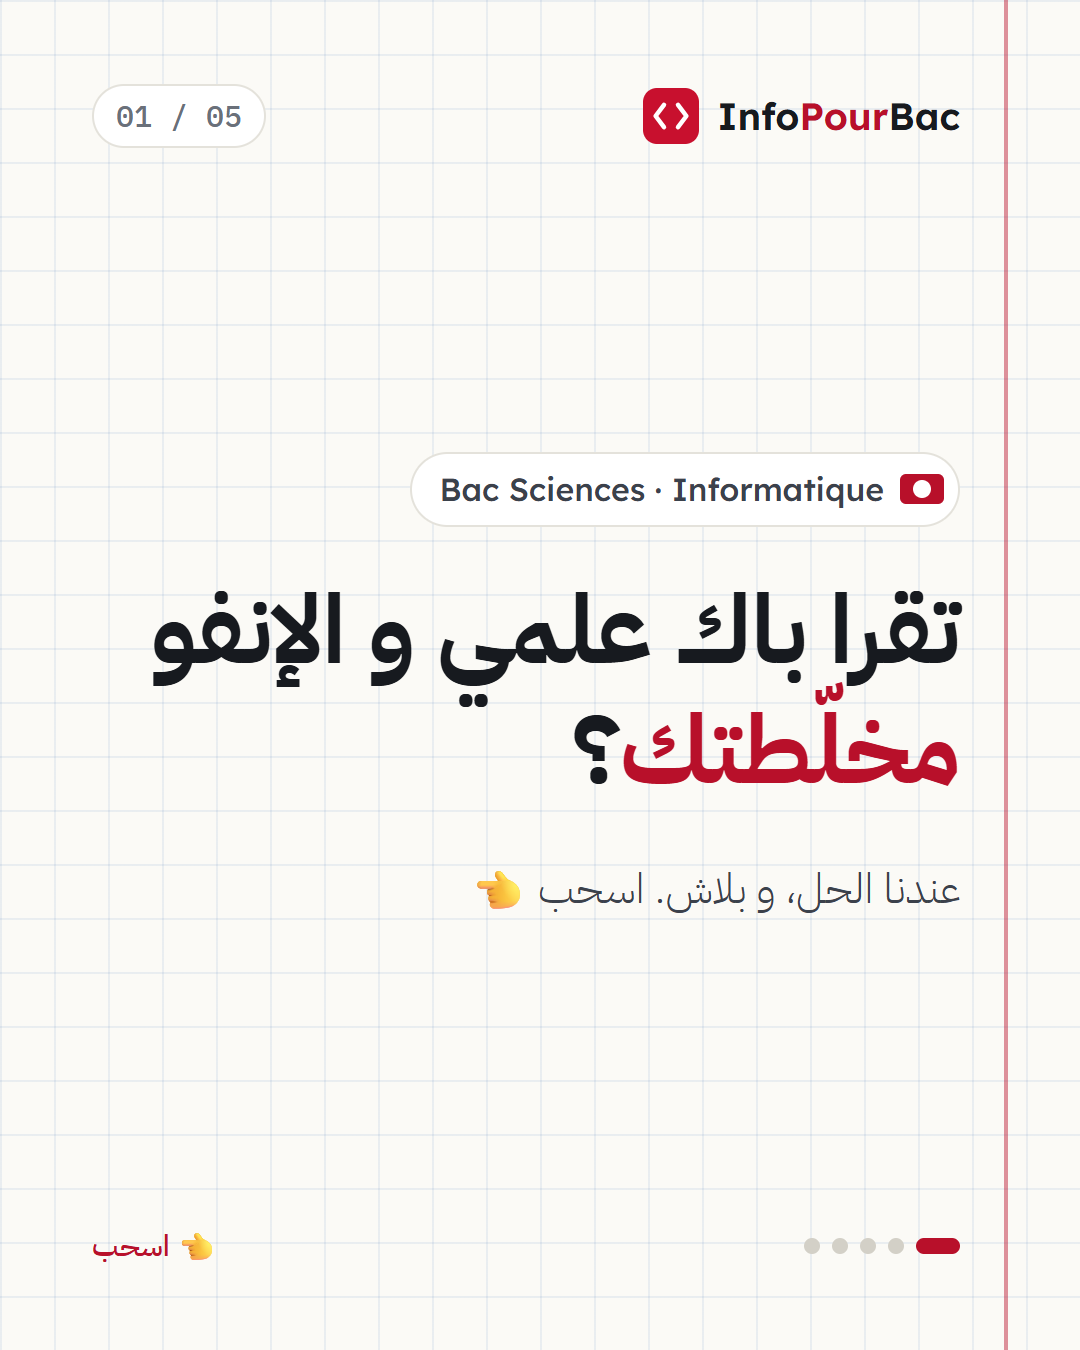 InfoPourBac
01 / 05
Bac Sciences · Informatique
تقرا باك علمي و الإنفو
مخلّطتك؟
عندنا الحل، و بلاش. اسحب 👈
👈 اسحب